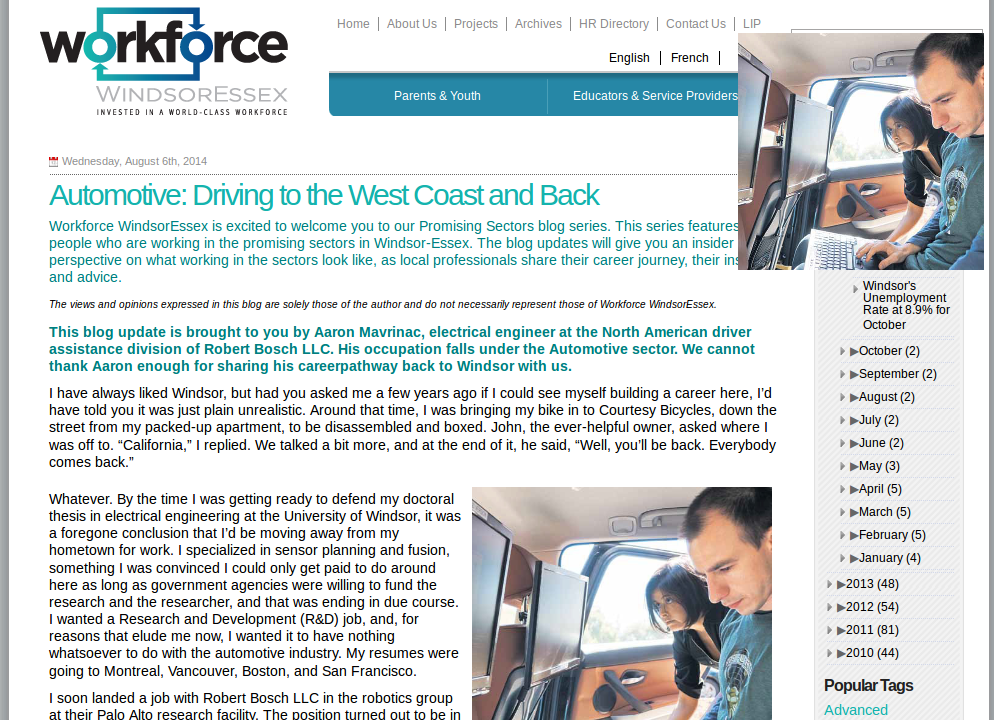 workforce
WINDSORESSEX
INVESTED IN A WORLD-CLASS WORKFORCE
Home About Us Projects Archives HR Directory Contact Us LIP
English French
Parents & Youth Educators & Service Providers
Wednesday, August 6th, 2014
Automotive: Driving to the West Coast and Back
Workforce WindsorEssex is excited to welcome you to our Promising Sectors blog series. This series features
people who are working in the promising sectors in Windsor-Essex. The blog updates will give you an insider
perspective on what working in the sectors look like, as local professionals share their career journey, their
and advice.
The views and opinions expressed in this blog are solely those of the author and do not necessarily represent those of Workforce WindsorEssex.
This blog update is brought to you by Aaron Mavrinac, electrical engineer at the North American driver
assistance division of Robert Bosch LLC. His occupation falls under the Automotive sector. We cannot
thank Aaron enough for sharing his careerpathway back to Windsor with us.
I have always liked Windsor, but had you asked me a few years ago if I could see myself building a career here, I’d
have told you it was just plain unrealistic. Around that time, I was bringing my bike in to Courtesy Bicycles, down the
street from my packed-up apartment, to be disassembled and boxed. John, the ever-helpful owner, asked where I
was off to. “California,” I replied. We talked a bit more, and at the end of it, he said, “Well, you’ll be back. Everybody
comes back.”
Whatever. By the time I was getting ready to defend my doctoral
thesis in electrical engineering at the University of Windsor, it was
a foregone conclusion that I’d be moving away from my
hometown for work. I specialized in sensor planning and fusion,
something I was convinced I could only get paid to do around
here as long as government agencies were willing to fund the
research and the researcher, and that was ending in due course.
I wanted a Research and Development (R&D) job, and, for
reasons that elude me now, I wanted it to have nothing
whatsoever to do with the automotive industry. My resumes were
going to Montreal, Vancouver, Boston, and San Francisco.
I soon landed a job with Robert Bosch LLC in the robotics group
at their Palo Alto research facility. The position turned out to be in
Windsor's
Unemployment
Rate at 8.9% for
October
▶October (2)
▶September (2)
▶August (2)
▶July (2)
▶June (2)
▶May (3)
▶April (5)
▶March (5)
▶February (5)
▶January (4)
▶2013 (48)
▶2012 (54)
▶2011 (81)
▶2010 (44)
Popular Tags
Advanced